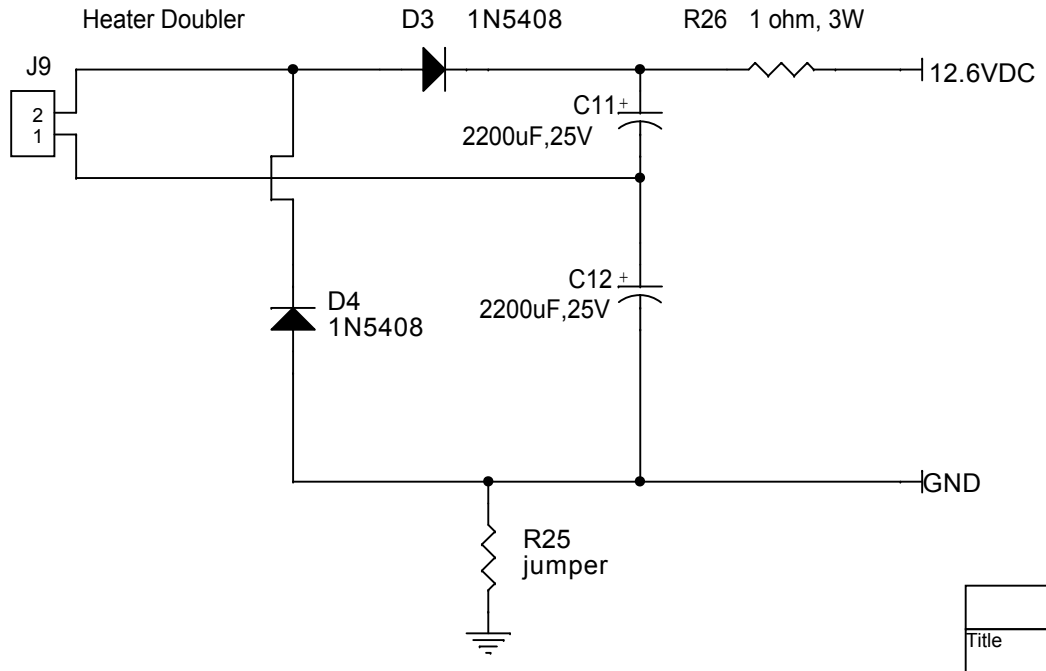 Heater Doubler
D3 1N5408
R26 1 ohm, 3W
J9
2
1
12.6VDC
C11 +
2200uF,25V
C12 +
2200uF,25V
D4
1N5408
GND
R25
jumper
Title